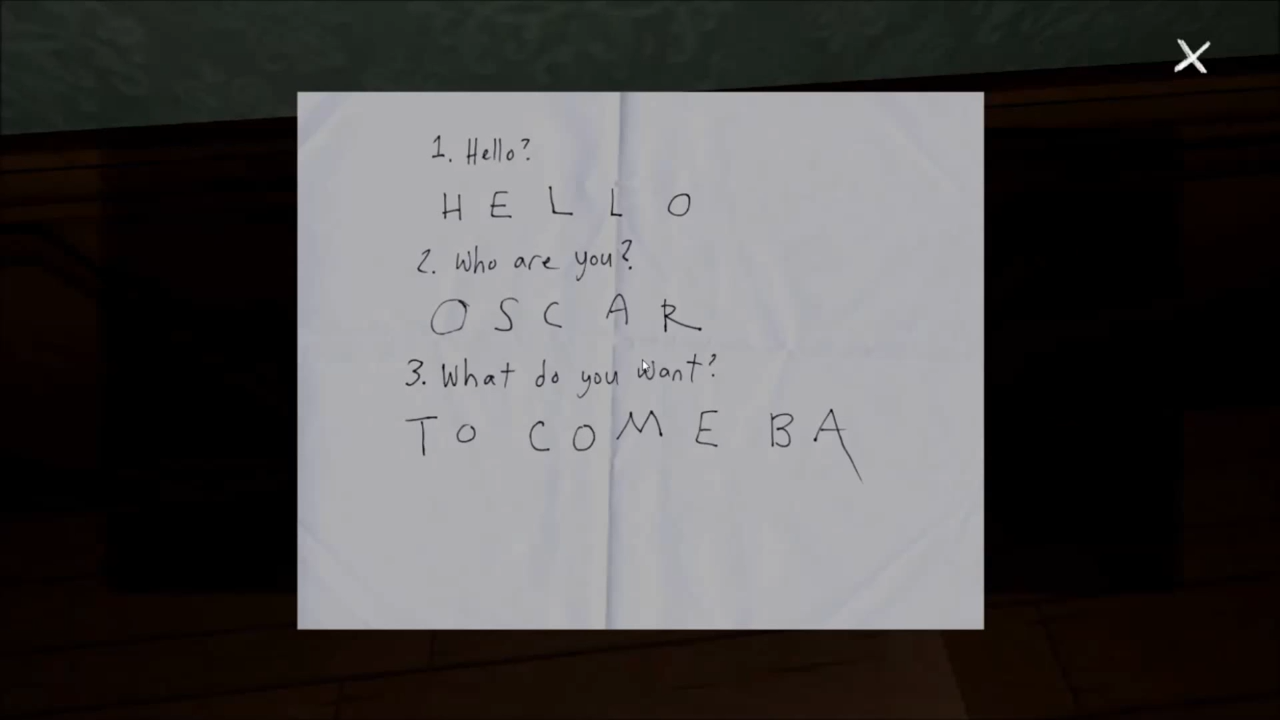 1. Hello?
H E L L O
2. Who are you?
O S C A R
3. What do you want?
T O C O M E B A